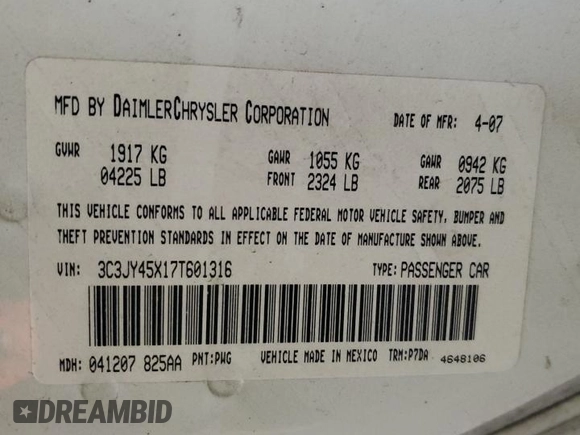 MFD BY DAIMLERCHRYSLER CORPORATION DATE OF MFR: 4-07
GVWR 1917 KG GAWR 1055 KG GAWR 0942 KG
04225 LB FRONT 2324 LB REAR 2075 LB
THIS VEHICLE CONFORMS TO ALL APPLICABLE FEDERAL MOTOR VEHICLE SAFETY, BUMPER AND
THEFT PREVENTION STANDARDS IN EFFECT ON THE DATE OF MANUFACTURE SHOWN ABOVE.
VIN: 3C3JY45X17T601316 TYPE: PASSENGER CAR
MDH: 041207 825AA PNT:PWG VEHICLE MADE IN MEXICO TRM:P7DA 4648106
DREAMBID